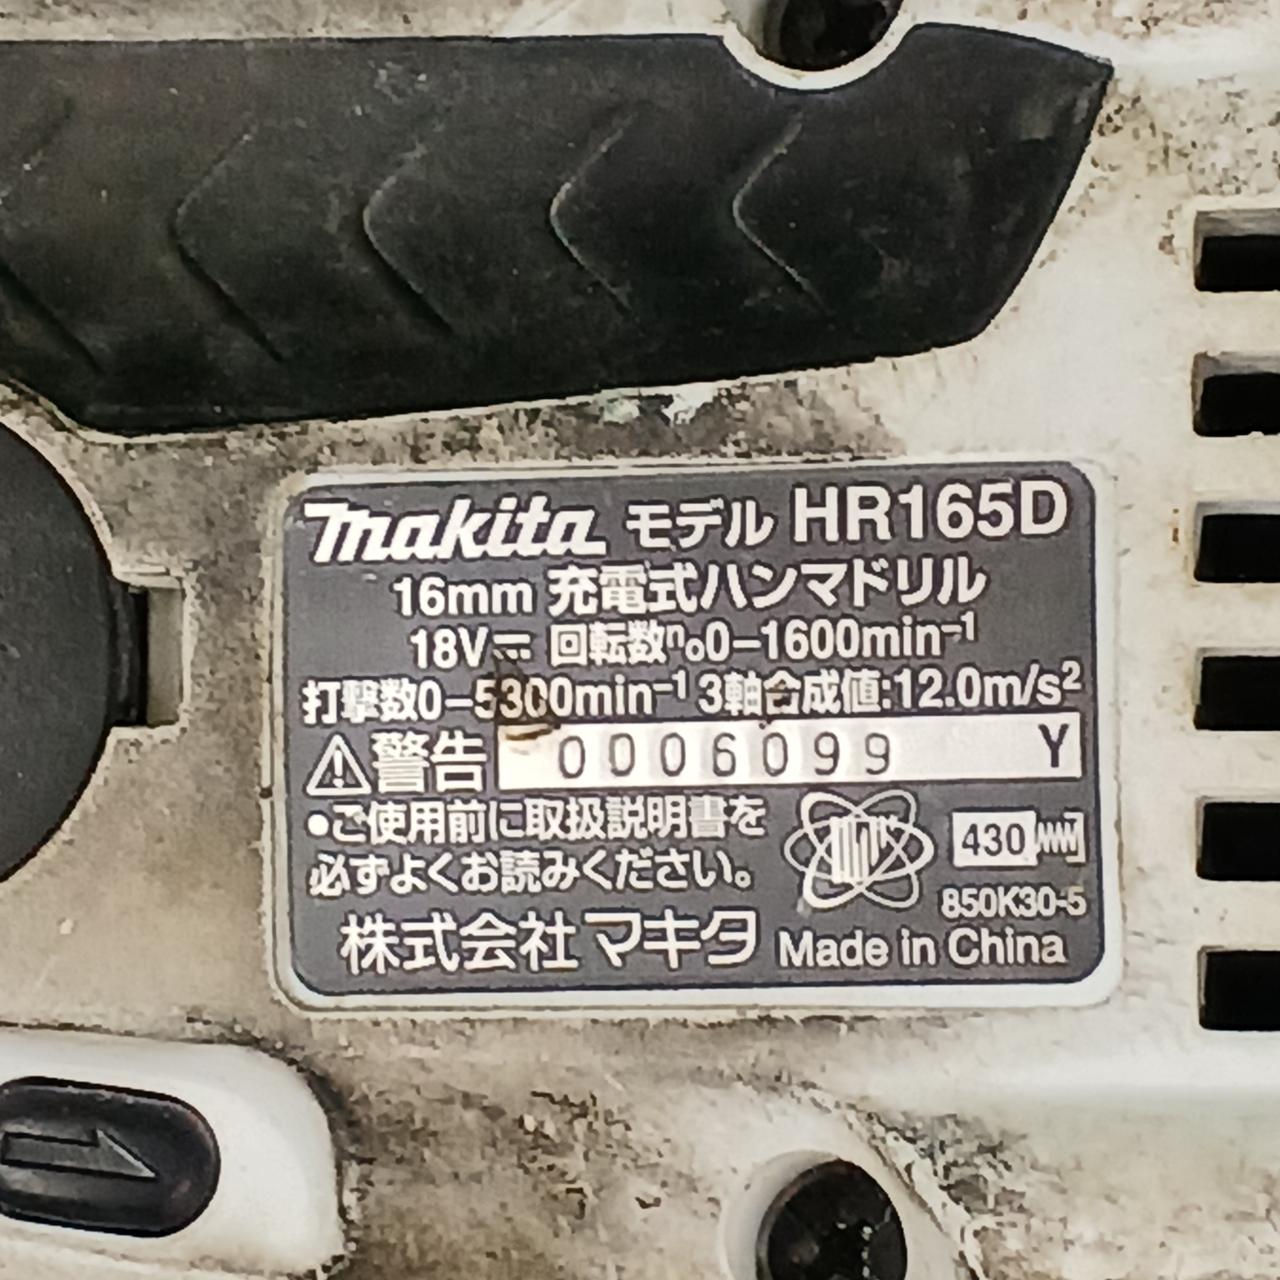 makita モデル HR165D
16mm 充電式ハンマドリル
18V⎓ 回転数n₀0-1600min⁻¹
打撃数0-5300min⁻¹ 3軸合成値:12.0m/s²
⚠警告 0006099 Y
●ご使用前に取扱説明書を
必ずよくお読みください。
430
850K30-5
株式会社マキタ Made in China